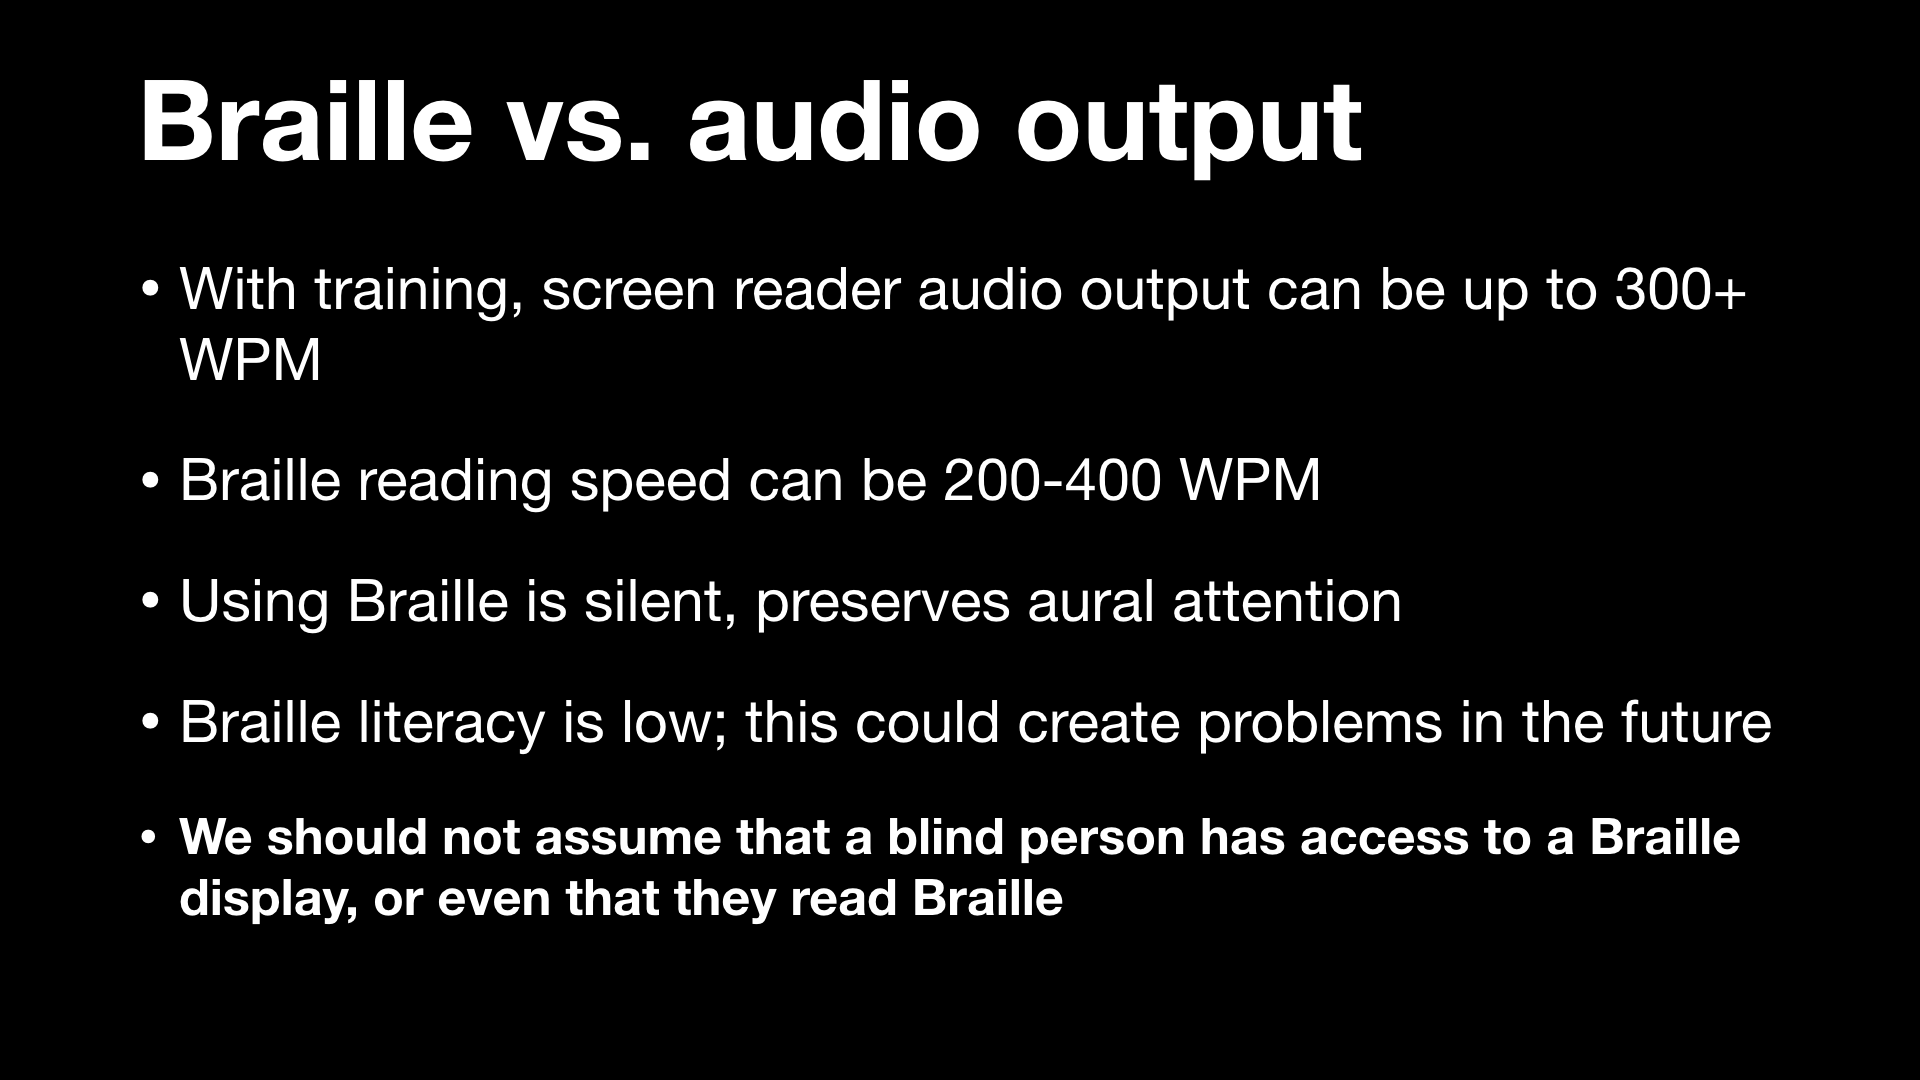 Braille vs. audio output
• With training, screen reader audio output can be up to 300+
WPM
• Braille reading speed can be 200-400 WPM
• Using Braille is silent, preserves aural attention
• Braille literacy is low; this could create problems in the future
• We should not assume that a blind person has access to a Braille
display, or even that they read Braille